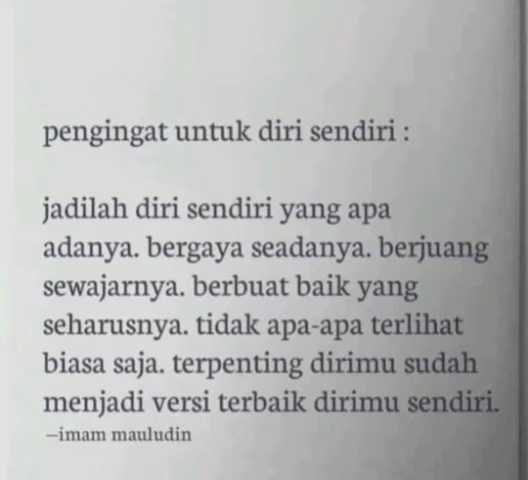 pengingat untuk diri sendiri :
jadilah diri sendiri yang apa
adanya. bergaya seadanya. berjuang
sewajarnya. berbuat baik yang
seharusnya. tidak apa-apa terlihat
biasa saja. terpenting dirimu sudah
menjadi versi terbaik dirimu sendiri.
—imam mauludin